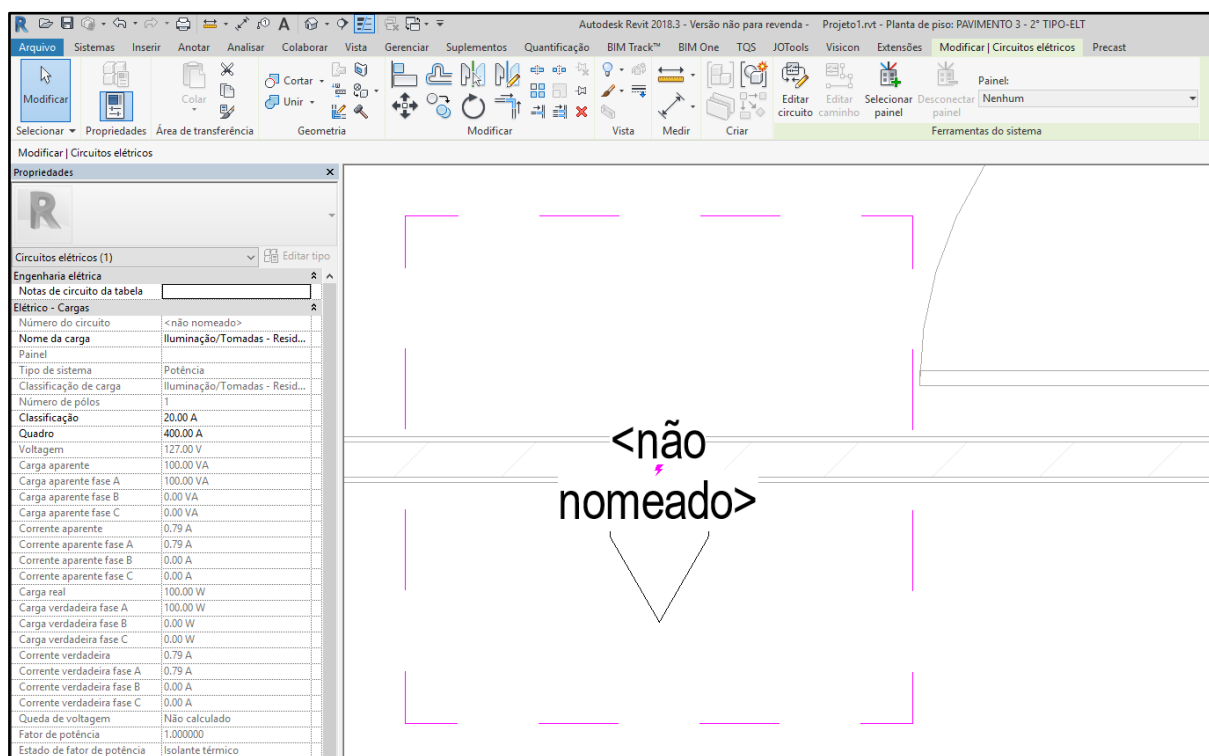 Autodesk Revit 2018.3 - Versão não para revenda - Projeto1.rvt - Planta de piso: PAVIMENTO 3 - 2° TIPO-ELT
Arquivo Sistemas Inserir Anotar Analisar Colaborar Vista Gerenciar Suplementos Quantificação BIM Track™ BIM One TQS JOTools Visicon Extensões Modificar | Circuitos elétricos Precast
Modificar
Colar
Cortar
Unir
Editar circuito
Editar caminho
Selecionar painel
Desconectar painel
Painel:
Nenhum
Selecionar Propriedades Área de transferência Geometria Modificar Vista Medir Criar Ferramentas do sistema
Modificar | Circuitos elétricos
Propriedades
R
Circuitos elétricos (1) Editar tipo
Engenharia elétrica
Notas de circuito da tabela
Elétrico - Cargas
Número do circuito <não nomeado>
Nome da carga Iluminação/Tomadas - Resid...
Painel
Tipo de sistema Potência
Classificação de carga Iluminação/Tomadas - Resid...
Número de pólos 1
Classificação 20.00 A
Quadro 400.00 A
Voltagem 127.00 V
Carga aparente 100.00 VA
Carga aparente fase A 100.00 VA
Carga aparente fase B 0.00 VA
Carga aparente fase C 0.00 VA
Corrente aparente 0.79 A
Corrente aparente fase A 0.79 A
Corrente aparente fase B 0.00 A
Corrente aparente fase C 0.00 A
Carga real 100.00 W
Carga verdadeira fase A 100.00 W
Carga verdadeira fase B 0.00 W
Carga verdadeira fase C 0.00 W
Corrente verdadeira 0.79 A
Corrente verdadeira fase A 0.79 A
Corrente verdadeira fase B 0.00 A
Corrente verdadeira fase C 0.00 A
Queda de voltagem Não calculado
Fator de potência 1.000000
Estado de fator de potência Isolante térmico
<não
nomeado>